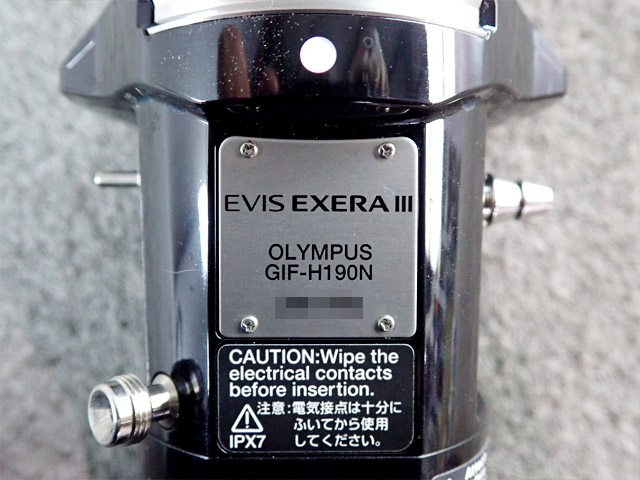 EVIS EXERA III
OLYMPUS
GIF-H190N
CAUTION:Wipe the
electrical contacts
before insertion.
注意:電気接点は十分に
ふいてから使用
IPX7 してください。